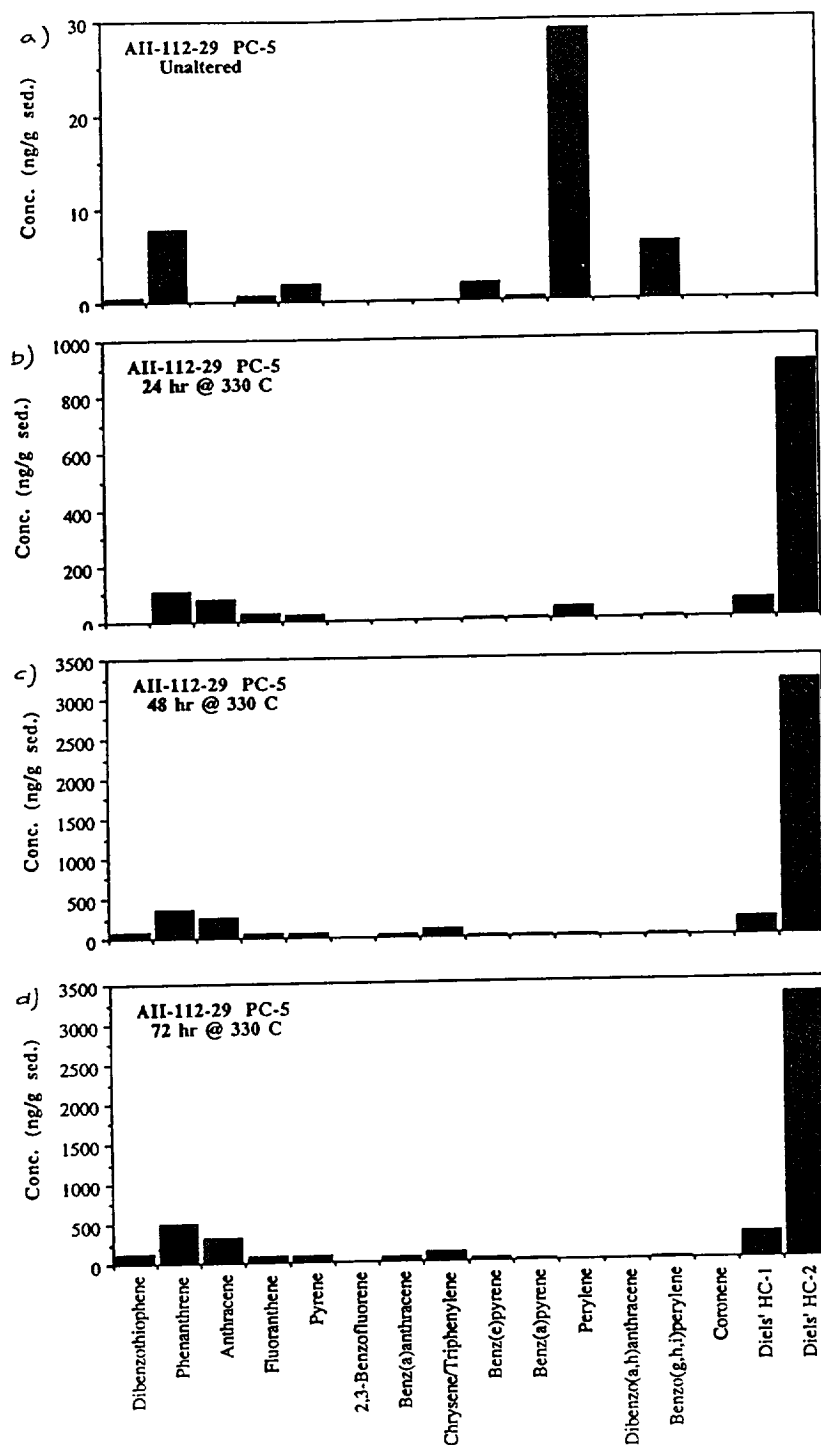 a)
AII-112-29 PC-5
Unaltered
Conc. (ng/g sed.)
30
20
10
0
b)
AII-112-29 PC-5
24 hr @ 330 C
Conc. (ng/g sed.)
1000
800
600
400
200
0
c)
AII-112-29 PC-5
48 hr @ 330 C
Conc. (ng/g sed.)
3500
3000
2500
2000
1500
1000
500
0
d)
AII-112-29 PC-5
72 hr @ 330 C
Conc. (ng/g sed.)
3500
3000
2500
2000
1500
1000
500
0
Dibenzothiophene
Phenanthrene
Anthracene
Fluoranthene
Pyrene
2,3-Benzofluorene
Benz(a)anthracene
Chrysene/Triphenylene
Benz(e)pyrene
Benz(a)pyrene
Perylene
Dibenzo(a,h)anthracene
Benzo(g,h,i)perylene
Coronene
Diels' HC-1
Diels' HC-2